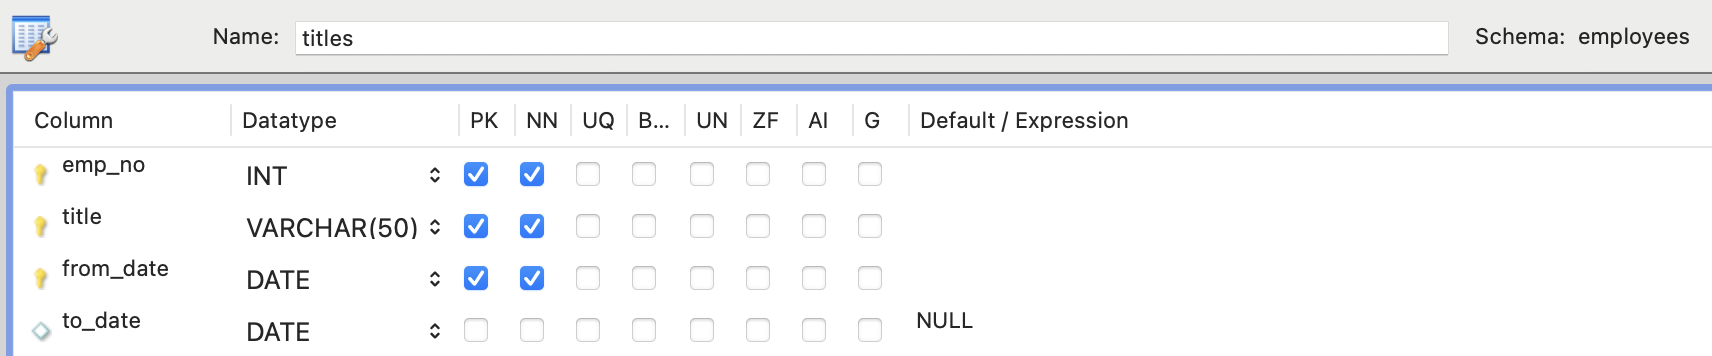 Name: titles Schema: employees
Column Datatype PK NN UQ B... UN ZF AI G Default / Expression
emp_no INT
title VARCHAR(50)
from_date DATE
to_date DATE NULL